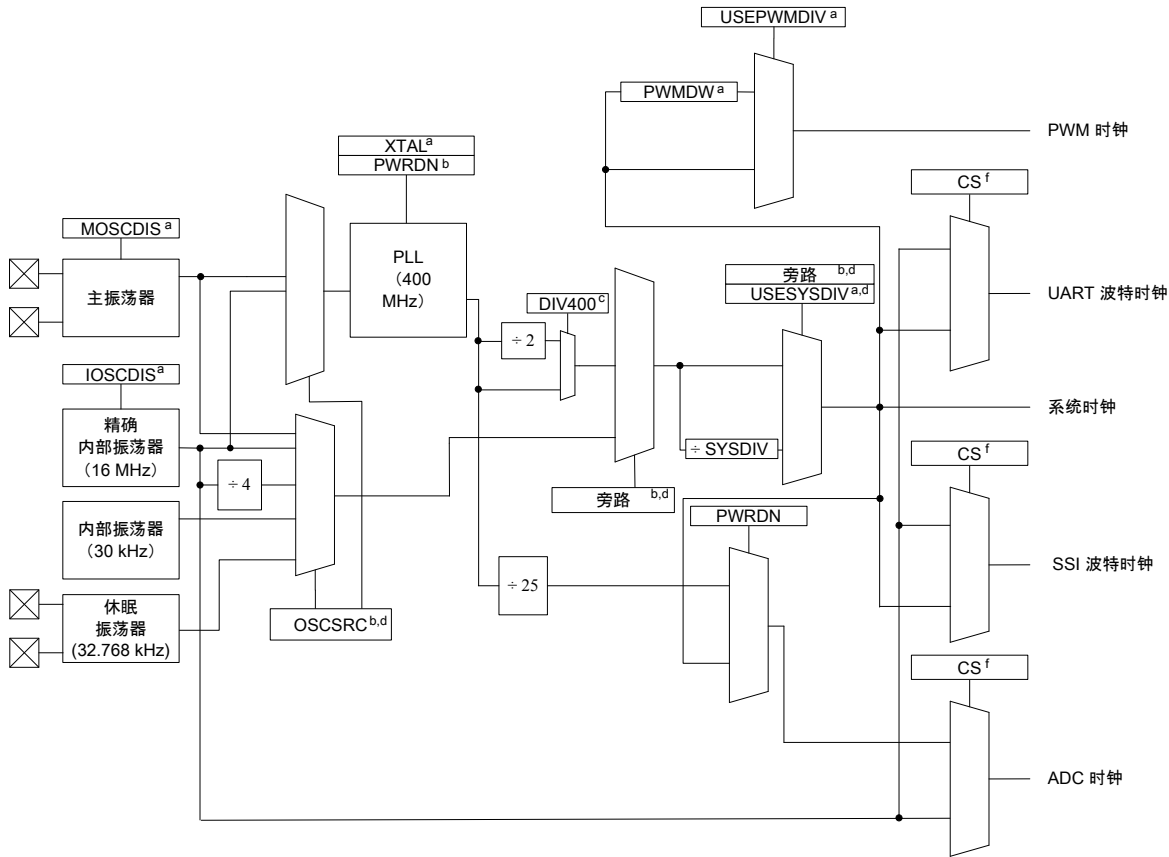 USEPWMDIV a
PWMDW a
PWM 时钟
XTAL a
PWRDN b
CS f
MOSCDIS a
主振荡器
PLL
（400
MHz）
旁路 b,d
USESYSDIV a,d
UART 波特时钟
DIV400 c
÷ 2
IOSCDIS a
精确
内部振荡器
（16 MHz）
系统时钟
÷ SYSDIV
CS f
÷ 4
旁路 b,d
内部振荡器
（30 kHz）
PWRDN
÷ 25
SSI 波特时钟
休眠
振荡器
(32.768 kHz)
OSCSRC b,d
CS f
ADC 时钟